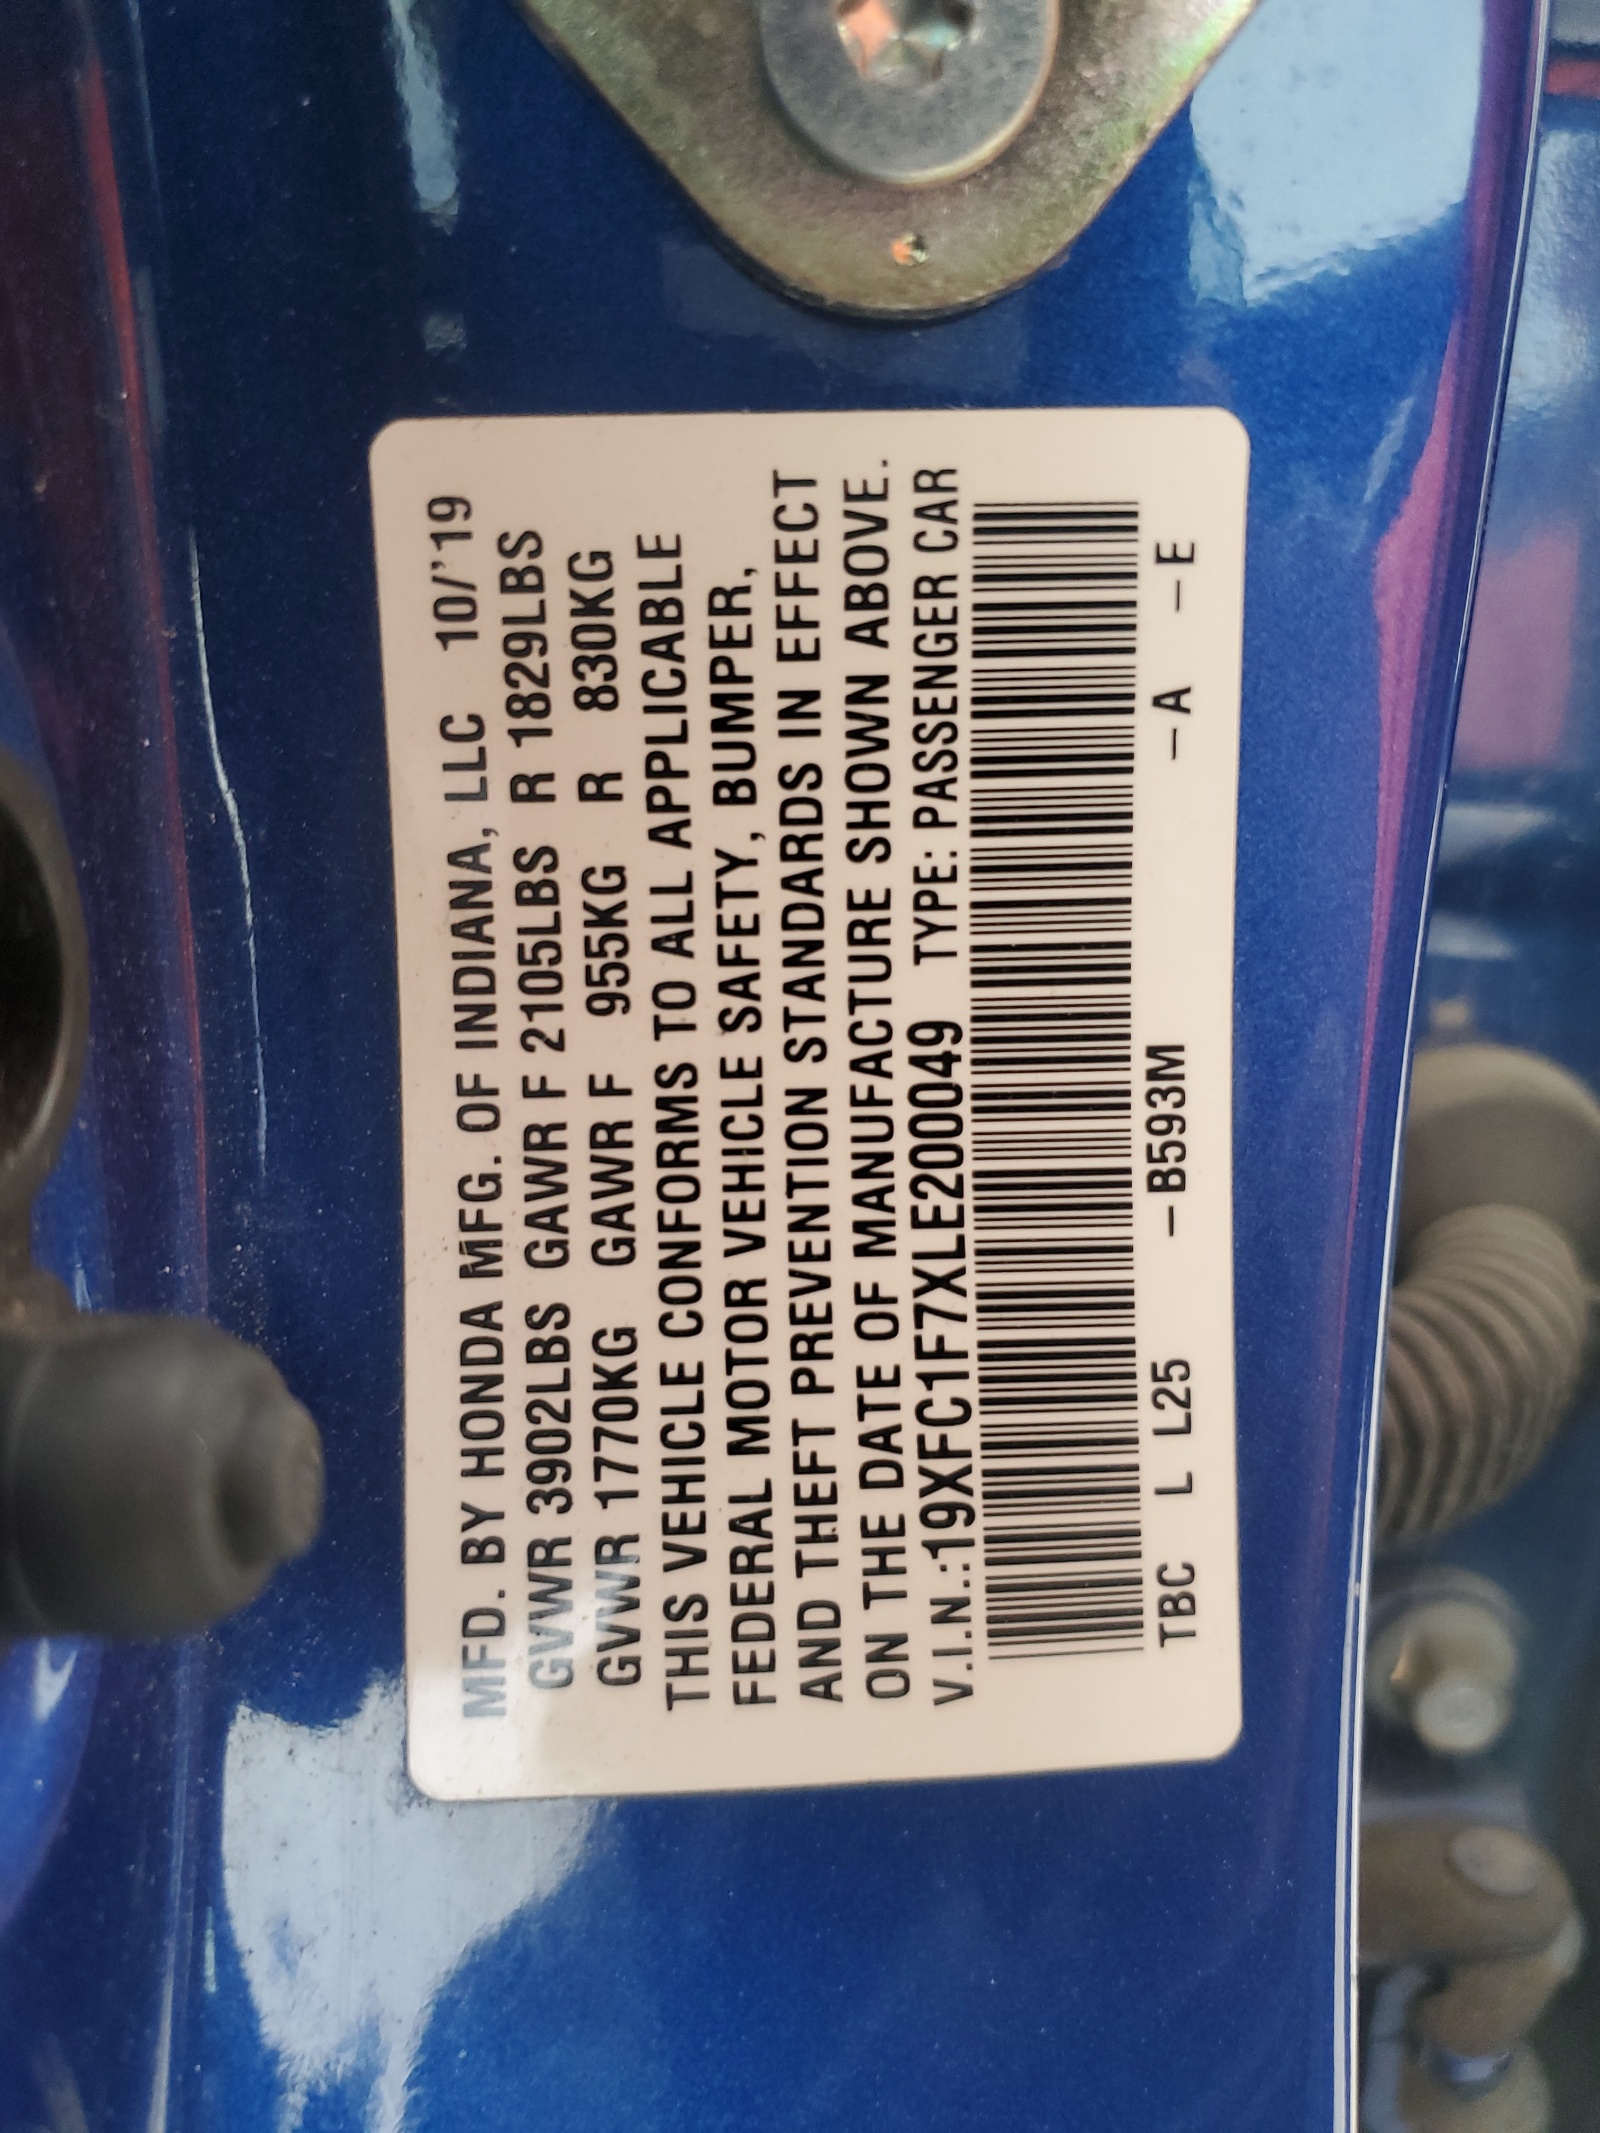 MFD. BY HONDA MFG. OF INDIANA, LLC 10/'19
GVWR 3902LBS GAWR F 2105LBS R 1829LBS
GVWR 1770KG GAWR F 955KG R 830KG
THIS VEHICLE CONFORMS TO ALL APPLICABLE
FEDERAL MOTOR VEHICLE SAFETY, BUMPER,
AND THEFT PREVENTION STANDARDS IN EFFECT
ON THE DATE OF MANUFACTURE SHOWN ABOVE.
V.I.N.:19XFC1F7XLE200049 TYPE: PASSENGER CAR
TBC L L25 –B593M –A –E